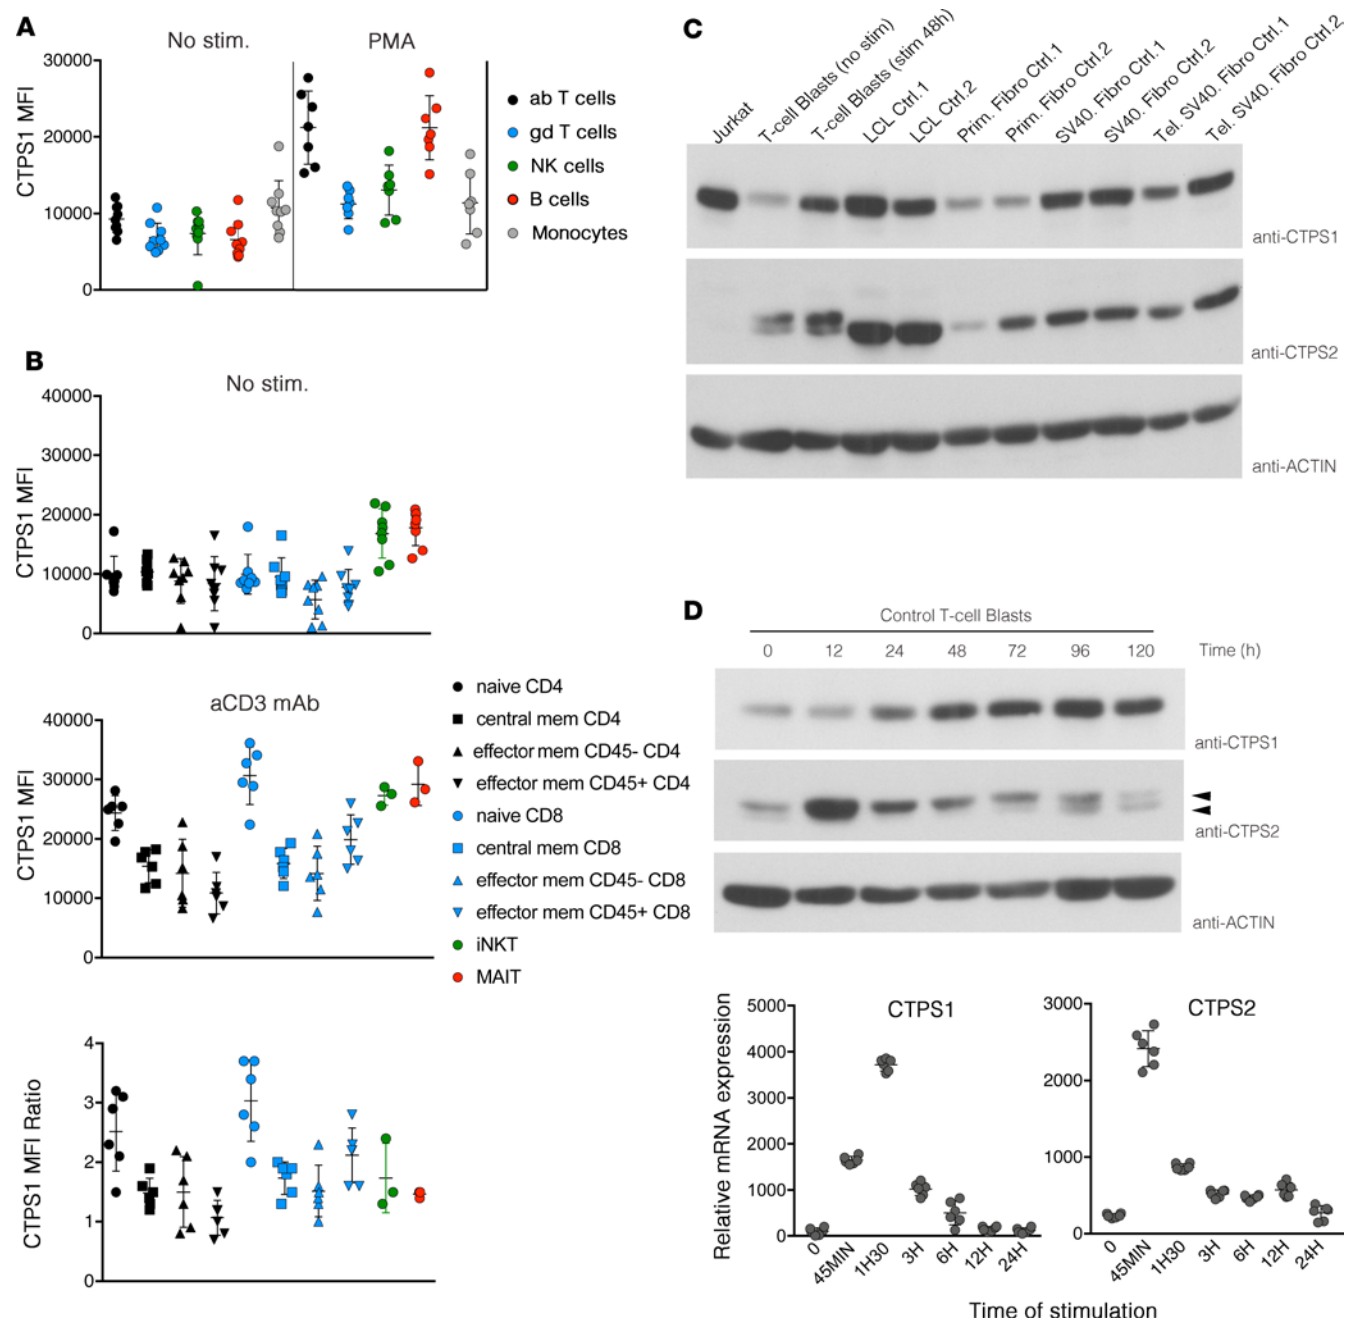 A
No stim.
PMA
CTPS1 MFI
30000
20000
10000
0
ab T cells
gd T cells
NK cells
B cells
Monocytes
B
No stim.
CTPS1 MFI
40000
30000
20000
10000
0
aCD3 mAb
CTPS1 MFI
40000
30000
20000
10000
0
naive CD4
central mem CD4
effector mem CD45- CD4
effector mem CD45+ CD4
naive CD8
central mem CD8
effector mem CD45- CD8
effector mem CD45+ CD8
iNKT
MAIT
CTPS1 MFI Ratio
4
3
2
1
0
C
Jurkat
T-cell Blasts (no stim)
T-cell Blasts (stim 48h)
LCL Ctrl.1
LCL Ctrl.2
Prim. Fibro Ctrl.1
Prim. Fibro Ctrl.2
SV40. Fibro Ctrl.1
SV40. Fibro Ctrl.2
Tel. SV40. Fibro Ctrl.1
Tel. SV40. Fibro Ctrl.2
anti-CTPS1
anti-CTPS2
anti-ACTIN
D
Control T-cell Blasts
0 12 24 48 72 96 120 Time (h)
anti-CTPS1
anti-CTPS2
anti-ACTIN
CTPS1
Relative mRNA expression
5000
4000
2000
1000
0
0 45MIN 1H30 3H 6H 12H 24H
CTPS2
3000
2000
1000
0
0 45MIN 1H30 3H 6H 12H 24H
Time of stimulation